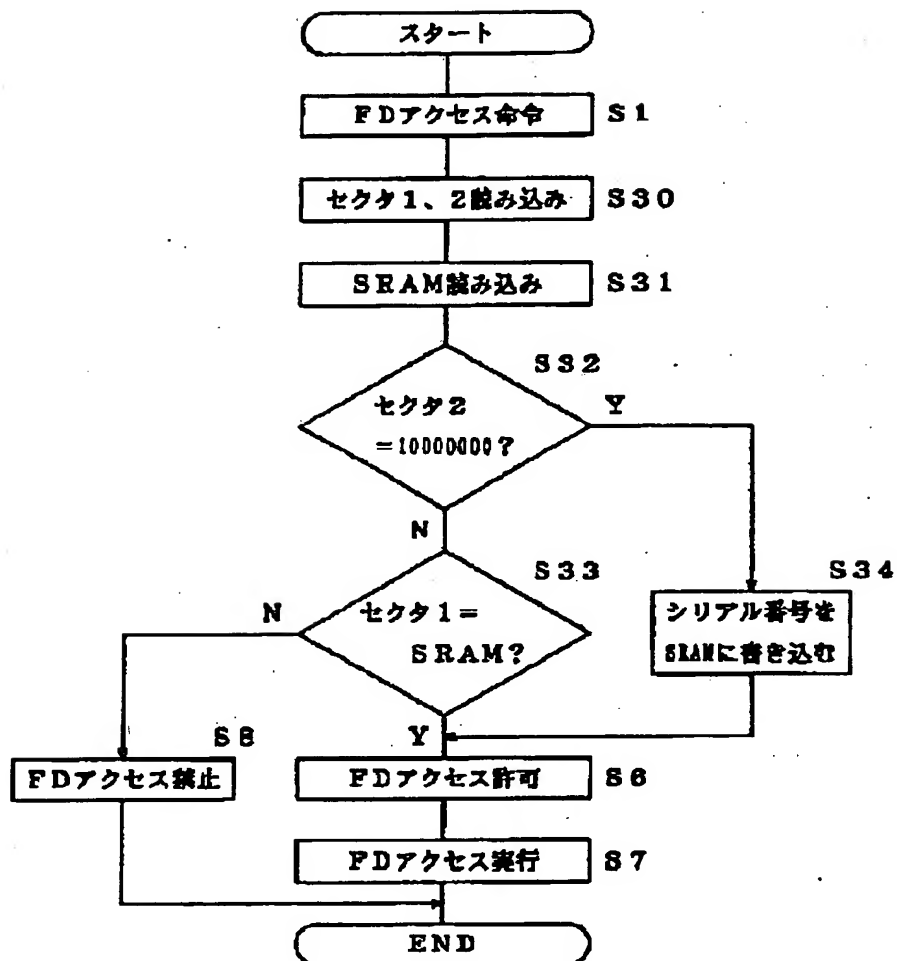 スタート
FDアクセス命令 S1
セクタ1、2読み込み S30
SRAM読み込み S31
S32
セクタ2
=10000000?
Y
N
S33
セクタ1=
SRAM?
N
S34
シリアル番号を
SRAMに書き込む
Y
S8
FDアクセス禁止
FDアクセス許可 S6
FDアクセス実行 S7
END